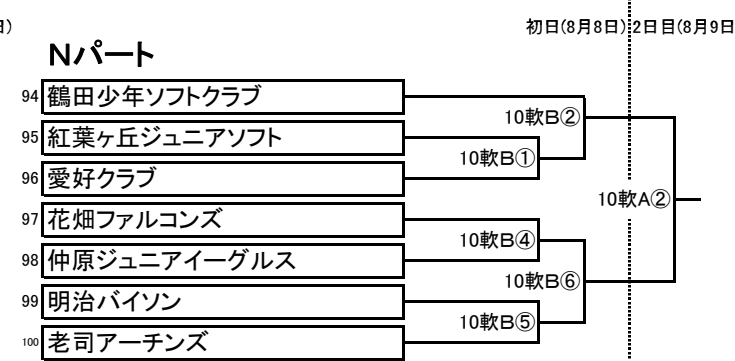 日)
初日(8月8日) 2日目(8月9日
Nパート
94 鶴田少年ソフトクラブ
10軟B②
95 紅葉ヶ丘ジュニアソフト
10軟B①
96 愛好クラブ
10軟A②
97 花畑ファルコンズ
10軟B④
98 仲原ジュニアイーグルス
10軟B⑥
99 明治バイソン
10軟B⑤
100 老司アーチンズ